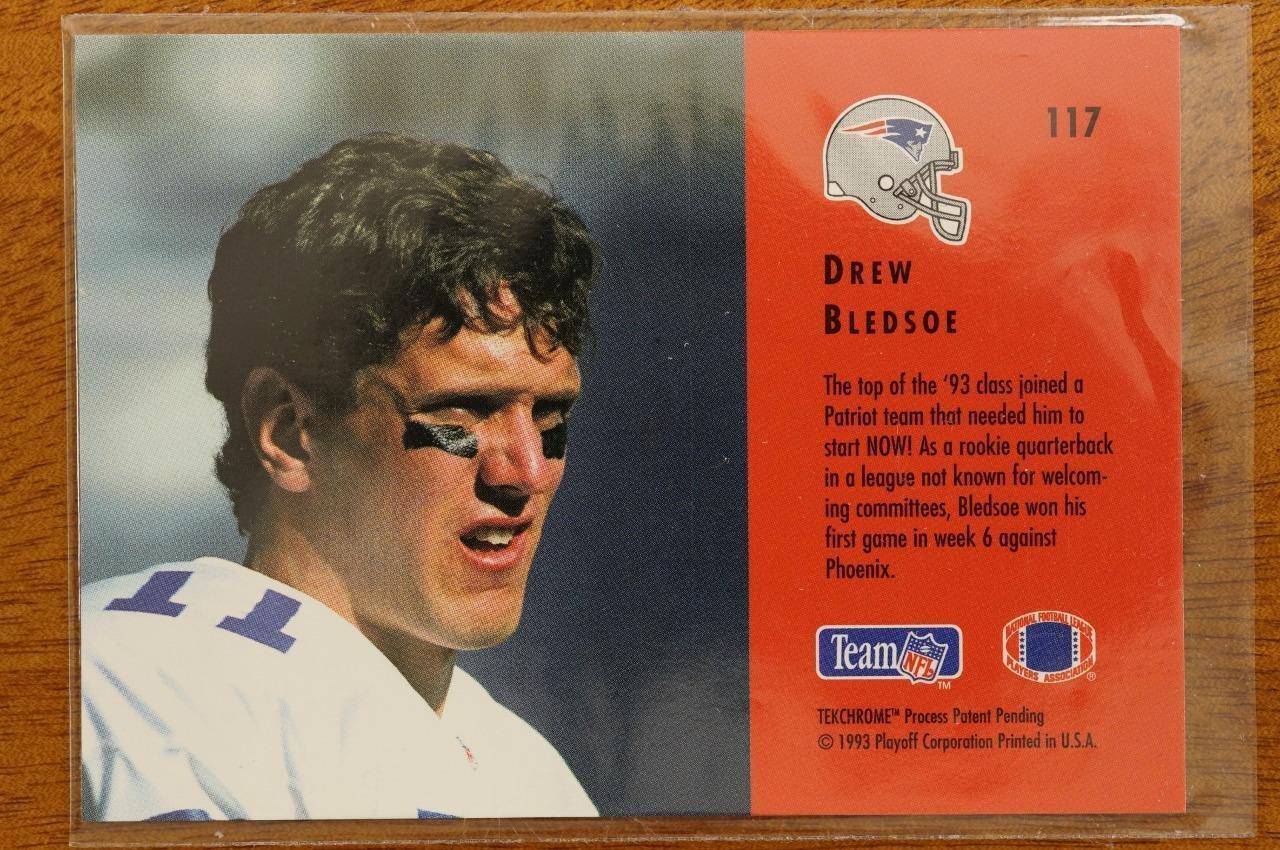 117
DREW
BLEDSOE
The top of the ‘93 class joined a
Patriot team that needed him to
start NOW! As a rookie quarterback
in a league not known for welcom-
ing committees, Bledsoe won his
first game in week 6 against
Phoenix.
11
Team NFL TM
NATIONAL FOOTBALL LEAGUE
PLAYERS ASSOCIATION ®
TEKCHROME™ Process Patent Pending
© 1993 Playoff Corporation Printed in U.S.A.